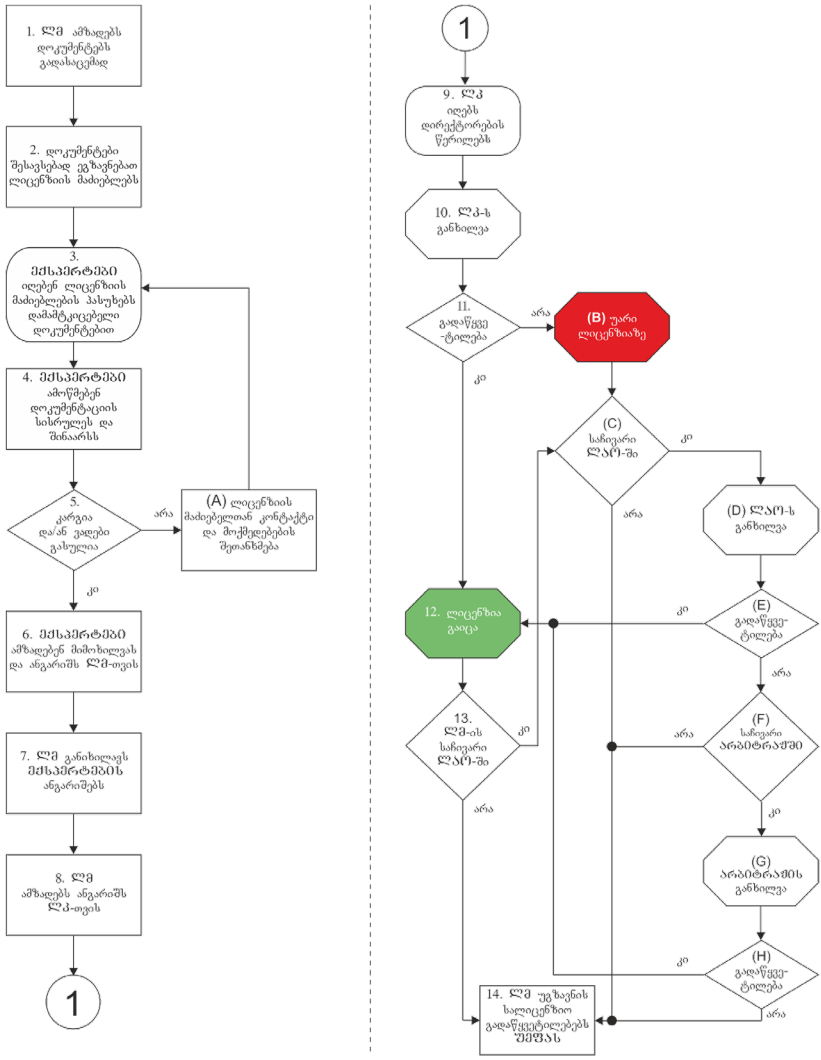 1. ᲚᲛ ამზადებს
დოკუმენტებს
გადასაცემად
2. დოკუმენტები
შესავსებად ეგზავნებათ
ლიცენზიის მაძიებლებს
3.
ᲔᲥᲡᲞᲔᲠᲢᲔᲑᲘ
იღებენ ლიცენზიის
მაძიებლების პასუხებს
დამამტკიცებელი
დოკუმენტებით
4. ᲔᲥᲡᲞᲔᲠᲢᲔᲑᲘ
ამოწმებენ
დოკუმენტაციის
სისრულეს და
შინაარსს
5.
კარგია
და/ან ვადები
გასულია
არა
(A) ლიცენზიის
მაძიებელთან კონტაქტი
და მოქმედებების
შეთანხმება
კი
6. ᲔᲥᲡᲞᲔᲠᲢᲔᲑᲘ
ამზადებენ მიმოხილვას
და ანგარიშს ᲚᲛ-თვის
7. ᲚᲛ განიხილავს
ᲔᲥᲡᲞᲔᲠᲢᲔᲑᲘᲡ
ანგარიშებს
8. ᲚᲛ
ამზადებს ანგარიშს
ᲚᲙ-თვის
1
1
9. ᲚᲙ
იღებს
დირექტორების
წერილებს
10. ᲚᲙ-ს
განხილვა
11.
გადაწყვე
-ტილება
არა
(B) უარი
ლიცენზიაზე
კი
(C)
საჩივარი
ᲚᲐᲝ-ში
კი
არა
(D) ᲚᲐᲝ-ს
განხილვა
12. ლიცენზია
გაიცა
კი
(E)
გადაწყვე-
ტილება
არა
13.
ᲚᲛ-ის
საჩივარი
ᲚᲐᲝ-ში
კი
არა
(F)
საჩივარი
ᲐᲠᲑᲘᲢᲠᲐᲟᲨᲘ
არა
კი
(G)
ᲐᲠᲑᲘᲢᲠᲐᲟᲘᲡ
განხილვა
(H)
გადაწყვე-
ტილება
კი
არა
14. ᲚᲛ უგზავნის
სალიცენზიო
გადაწყვეტილებებს
ᲣᲔᲤᲐᲡ